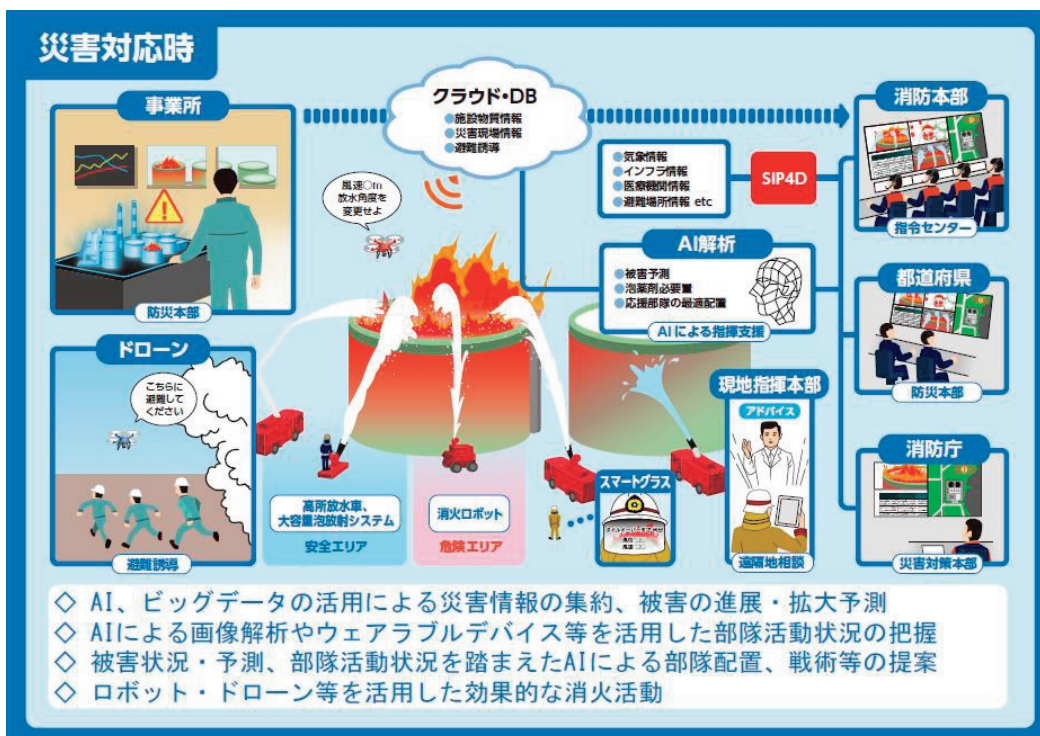 災害対応時
事業所
防災本部
クラウド・DB
●施設物質情報
●災害現場情報
●避難誘導
風速○m
放水角度を
変更せよ
●気象情報
●インフラ情報
●医療機関情報
●避難場所情報 etc
SIP4D
消防本部
指令センター
AI解析
●被害予測
●泡薬剤必要量
●応援部隊の最適配置
AIによる指揮支援
都道府県
防災本部
ドローン
こちらに
避難して
ください
避難誘導
高所放水車、
大容量泡放射システム
安全エリア
消火ロボット
危険エリア
スマートグラス
現地指揮本部
アドバイス
遠隔地相談
消防庁
災害対策本部
◇ AI、ビッグデータの活用による災害情報の集約、被害の進展・拡大予測
◇ AIによる画像解析やウェアラブルデバイス等を活用した部隊活動状況の把握
◇ 被害状況・予測、部隊活動状況を踏まえたAIによる部隊配置、戦術等の提案
◇ ロボット・ドローン等を活用した効果的な消火活動